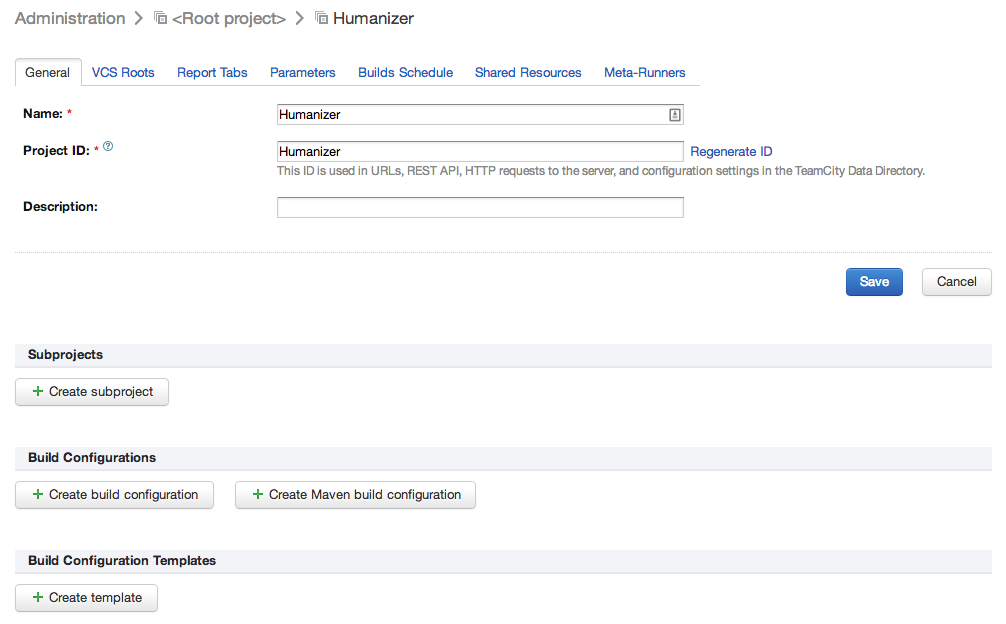 Administration > <Root project> > Humanizer
General VCS Roots Report Tabs Parameters Builds Schedule Shared Resources Meta-Runners
Name: * Humanizer
Project ID: * ? Humanizer Regenerate ID
This ID is used in URLs, REST API, HTTP requests to the server, and configuration settings in the TeamCity Data Directory.
Description:
Save Cancel
Subprojects
+ Create subproject
Build Configurations
+ Create build configuration + Create Maven build configuration
Build Configuration Templates
+ Create template